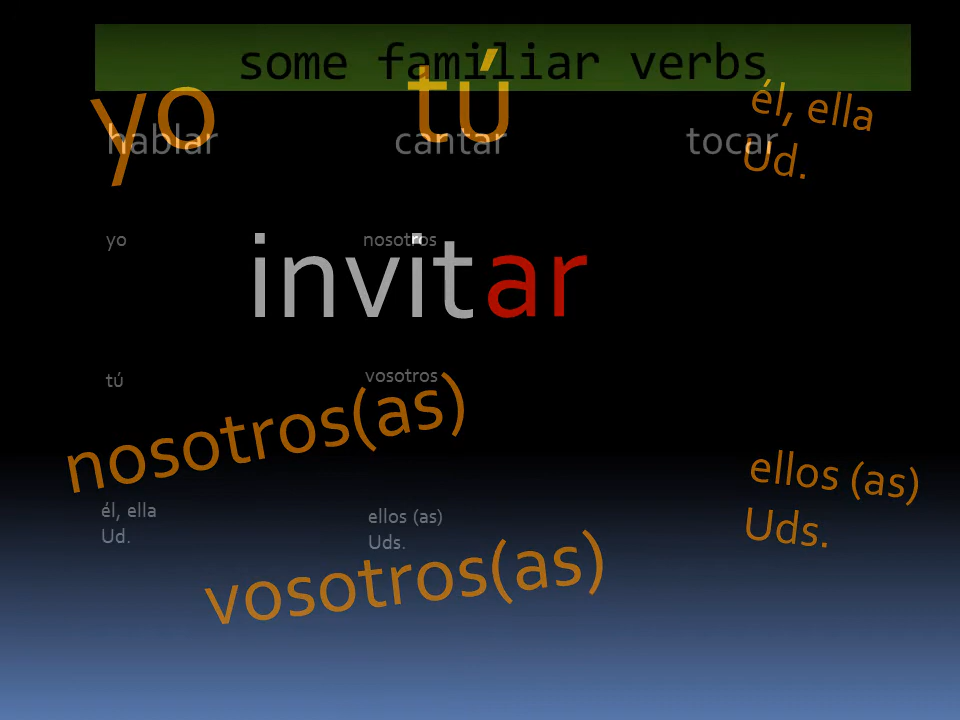 some familiar verbs
yo
tú
él, ella
Ud.
hablar
cantar
tocar
yo
nosotros
invitar
tú
vosotros
nosotros(as)
ellos (as)
Uds.
él, ella
Ud.
ellos (as)
Uds.
vosotros(as)